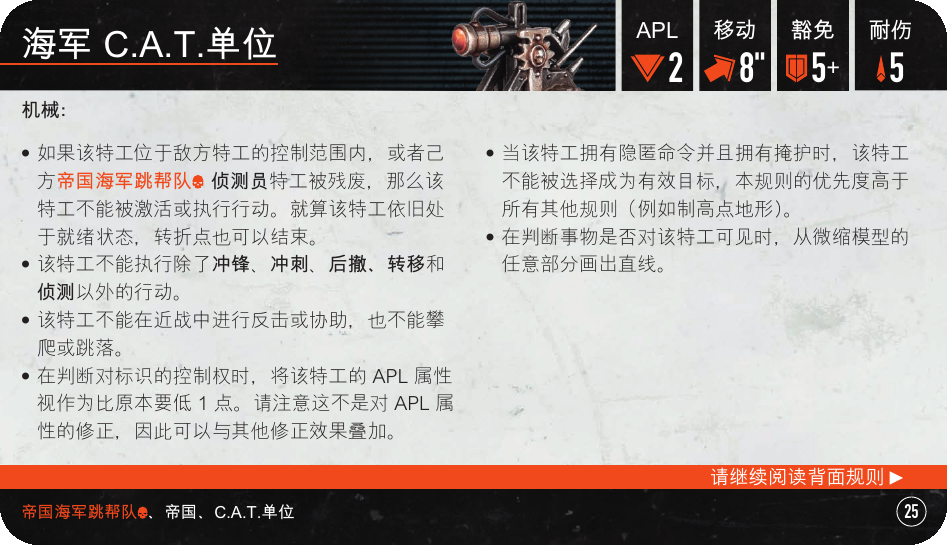 海军 C.A.T.单位
APL 移动 豁免 耐伤
2 8" 5+ 5
机械:
• 如果该特工位于敌方特工的控制范围内，或者己
方帝国海军跳帮队 侦测员特工被残废，那么该
特工不能被激活或执行行动。就算该特工依旧处
于就绪状态，转折点也可以结束。
• 该特工不能执行除了冲锋、冲刺、后撤、转移和
侦测以外的行动。
• 该特工不能在近战中进行反击或协助，也不能攀
爬或跳落。
• 在判断对标识的控制权时，将该特工的 APL 属性
视作为比原本要低 1 点。请注意这不是对 APL 属
性的修正，因此可以与其他修正效果叠加。
• 当该特工拥有隐匿命令并且拥有掩护时，该特工
不能被选择成为有效目标，本规则的优先度高于
所有其他规则（例如制高点地形）。
• 在判断事物是否对该特工可见时，从微缩模型的
任意部分画出直线。
请继续阅读背面规则 ▶
帝国海军跳帮队、帝国、C.A.T.单位
25